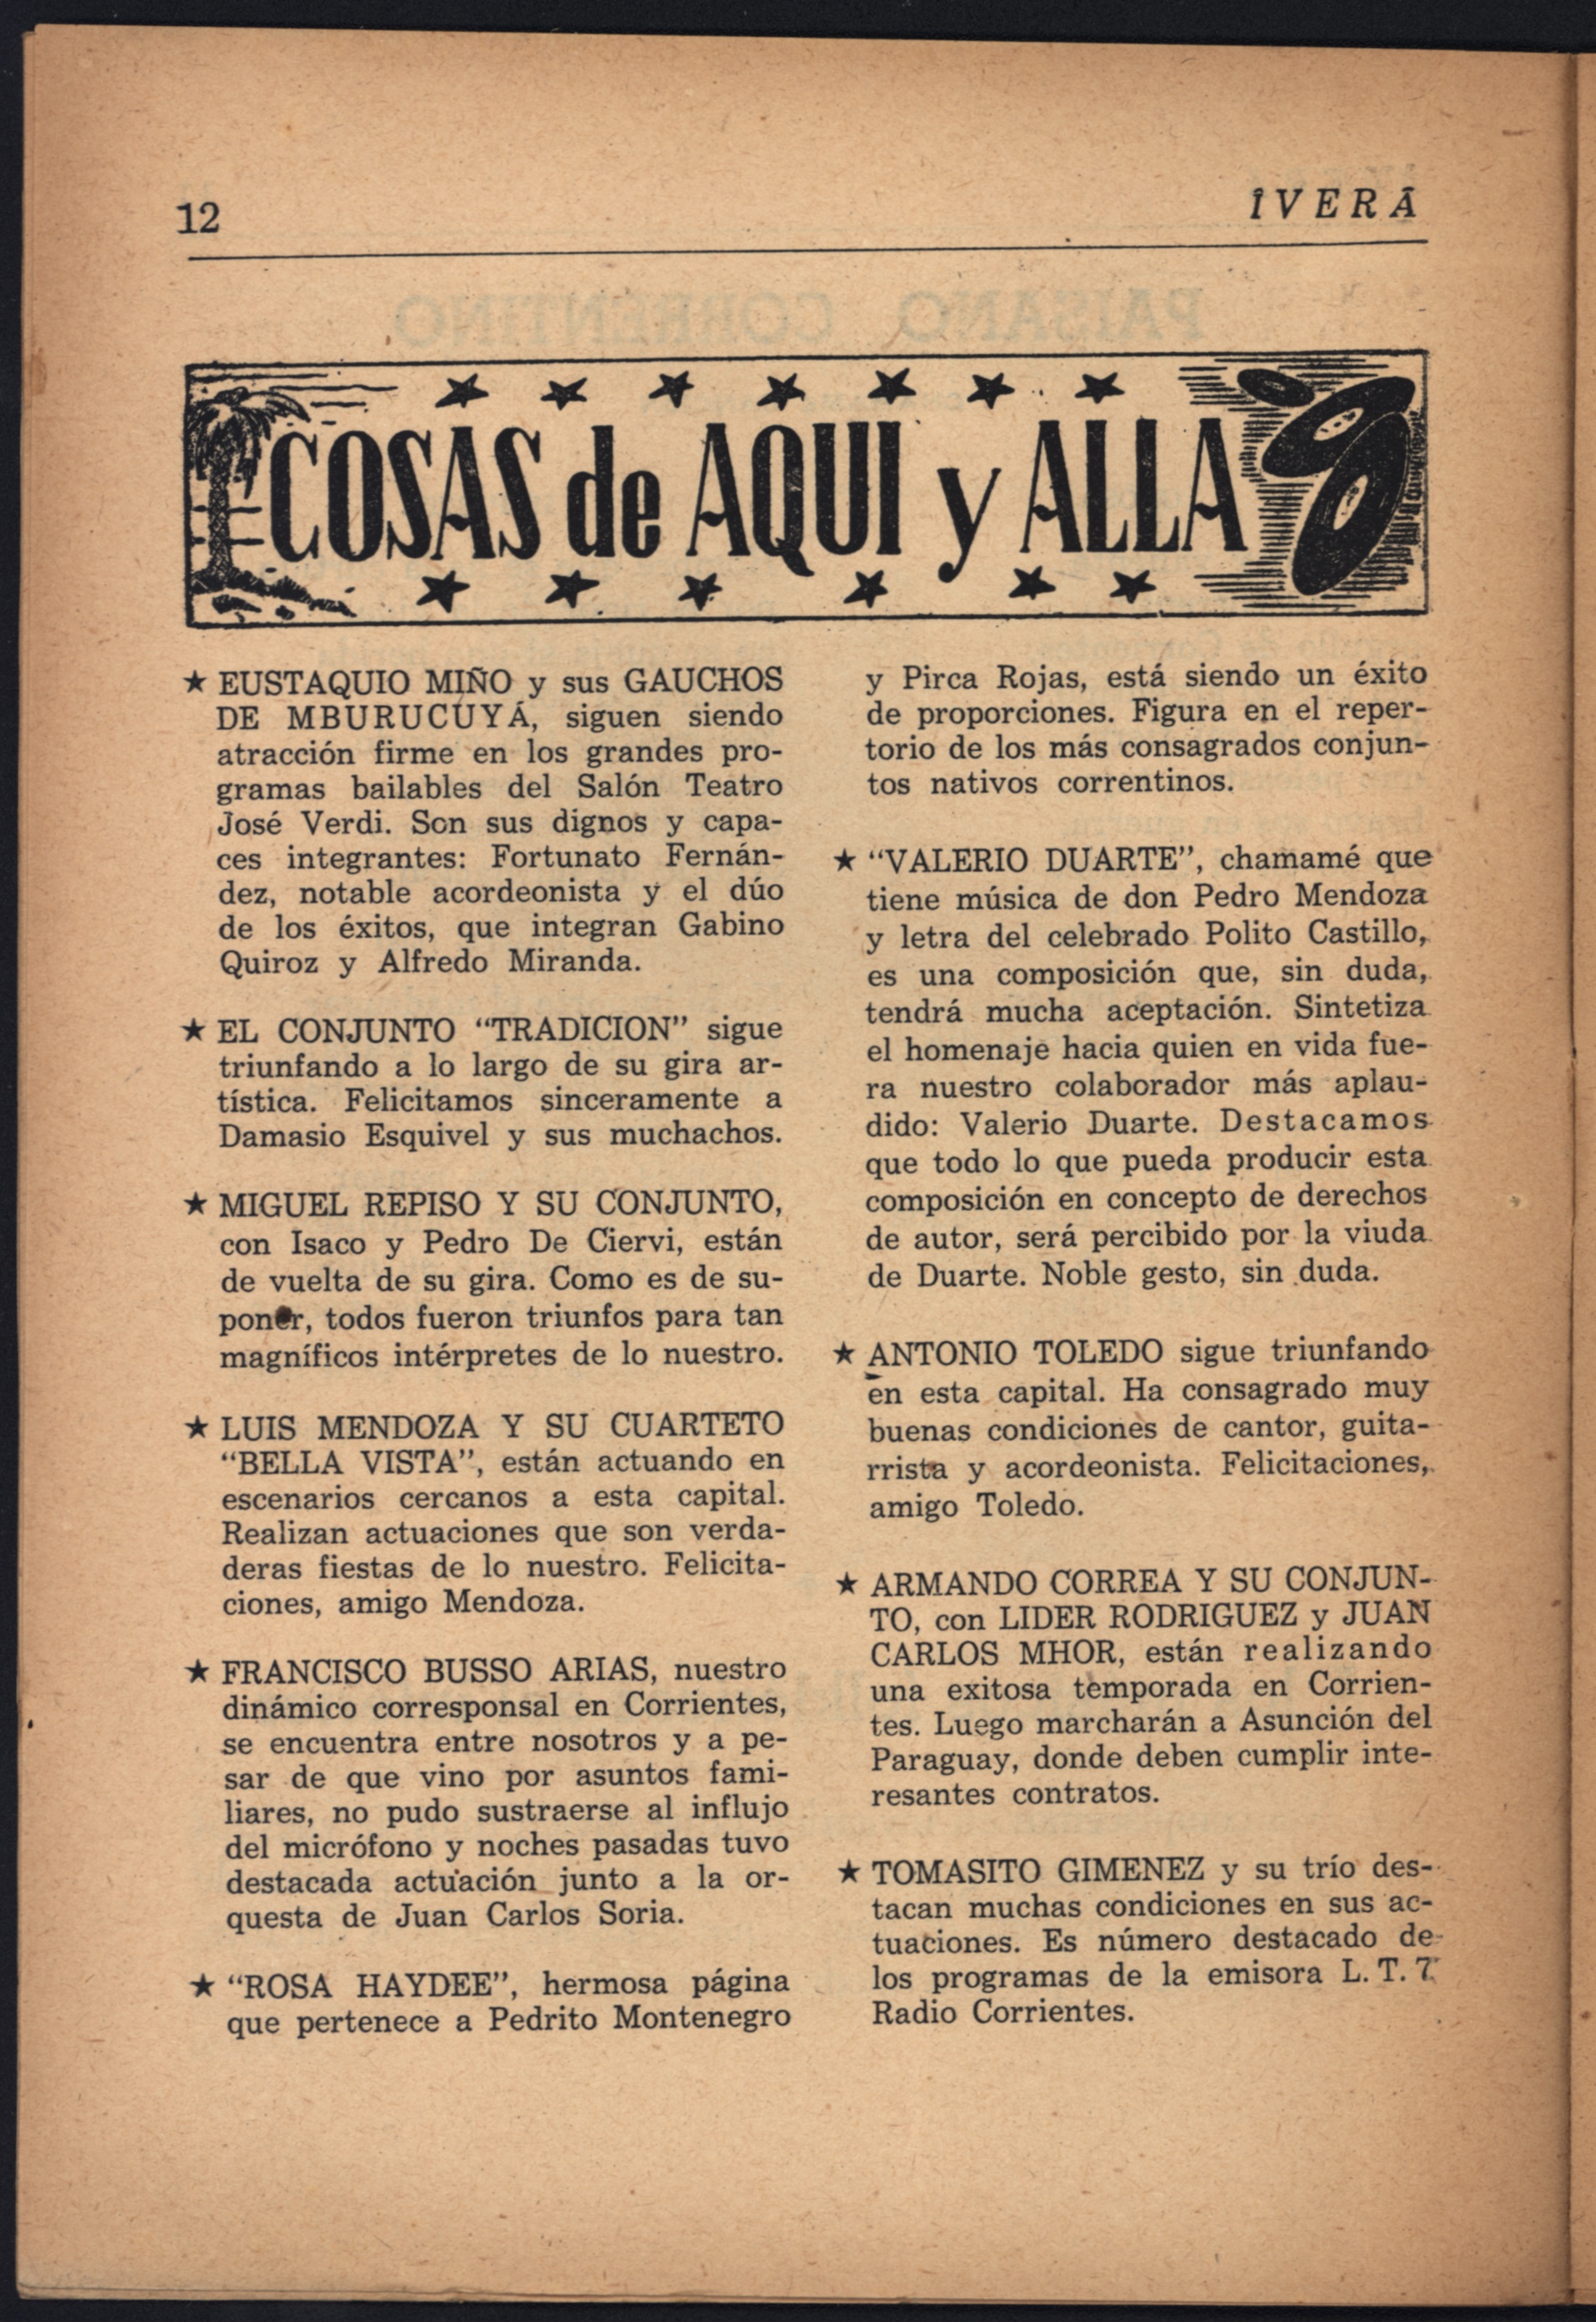 12
ÎVERÃ
COSAS de AQUI y ALLA
★ EUSTAQUIO MIÑO y sus GAUCHOS
DE MBURUCUYÁ, siguen siendo
atracción firme en los grandes pro-
gramas bailables del Salón Teatro
José Verdi. Son sus dignos y capa-
ces integrantes: Fortunato Fernán-
dez, notable acordeonista y el dúo
de los éxitos, que integran Gabino
Quiroz y Alfredo Miranda.
★ EL CONJUNTO “TRADICION” sigue
triunfando a lo largo de su gira ar-
tística. Felicitamos sinceramente a
Damasio Esquivel y sus muchachos.
★ MIGUEL REPISO Y SU CONJUNTO,
con Isaco y Pedro De Ciervi, están
de vuelta de su gira. Como es de su-
poner, todos fueron triunfos para tan
magníficos intérpretes de lo nuestro.
★ LUIS MENDOZA Y SU CUARTETO
“BELLA VISTA”, están actuando en
escenarios cercanos a esta capital.
Realizan actuaciones que son verda-
deras fiestas de lo nuestro. Felicita-
ciones, amigo Mendoza.
★ FRANCISCO BUSSO ARIAS, nuestro
dinámico corresponsal en Corrientes,
se encuentra entre nosotros y a pe-
sar de que vino por asuntos fami-
liares, no pudo sustraerse al influjo
del micrófono y noches pasadas tuvo
destacada actuación junto a la or-
questa de Juan Carlos Soria.
★ “ROSA HAYDEE”, hermosa página
que pertenece a Pedrito Montenegro
y Pirca Rojas, está siendo un éxito
de proporciones. Figura en el reper-
torio de los más consagrados conjun-
tos nativos correntinos.
★ “VALERIO DUARTE”, chamamé que
tiene música de don Pedro Mendoza
y letra del celebrado Polito Castillo,
es una composición que, sin duda,
tendrá mucha aceptación. Sintetiza
el homenaje hacia quien en vida fue-
ra nuestro colaborador más aplau-
dido: Valerio Duarte. Destacamos
que todo lo que pueda producir esta
composición en concepto de derechos
de autor, será percibido por la viuda
de Duarte. Noble gesto, sin duda.
★ ANTONIO TOLEDO sigue triunfando
en esta capital. Ha consagrado muy
buenas condiciones de cantor, guita-
rrista y acordeonista. Felicitaciones,
amigo Toledo.
★ ARMANDO CORREA Y SU CONJUN-
TO, con LIDER RODRIGUEZ y JUAN
CARLOS MHOR, están realizando
una exitosa temporada en Corrien-
tes. Luego marcharán a Asunción del
Paraguay, donde deben cumplir inte-
resantes contratos.
★ TOMASITO GIMENEZ y su trío des-
tacan muchas condiciones en sus ac-
tuaciones. Es número destacado de
los programas de la emisora L. T. 7
Radio Corrientes.